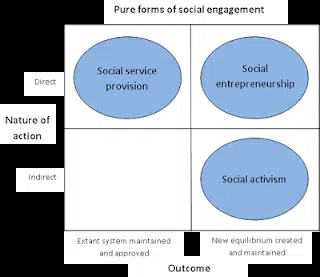 Pure forms of social engagement
Direct
Social service
provision
Social
entrepreneurship
Nature of
action
Indirect
Social activism
Extant system maintained
and approved
New equilibrium created
and maintained
Outcome